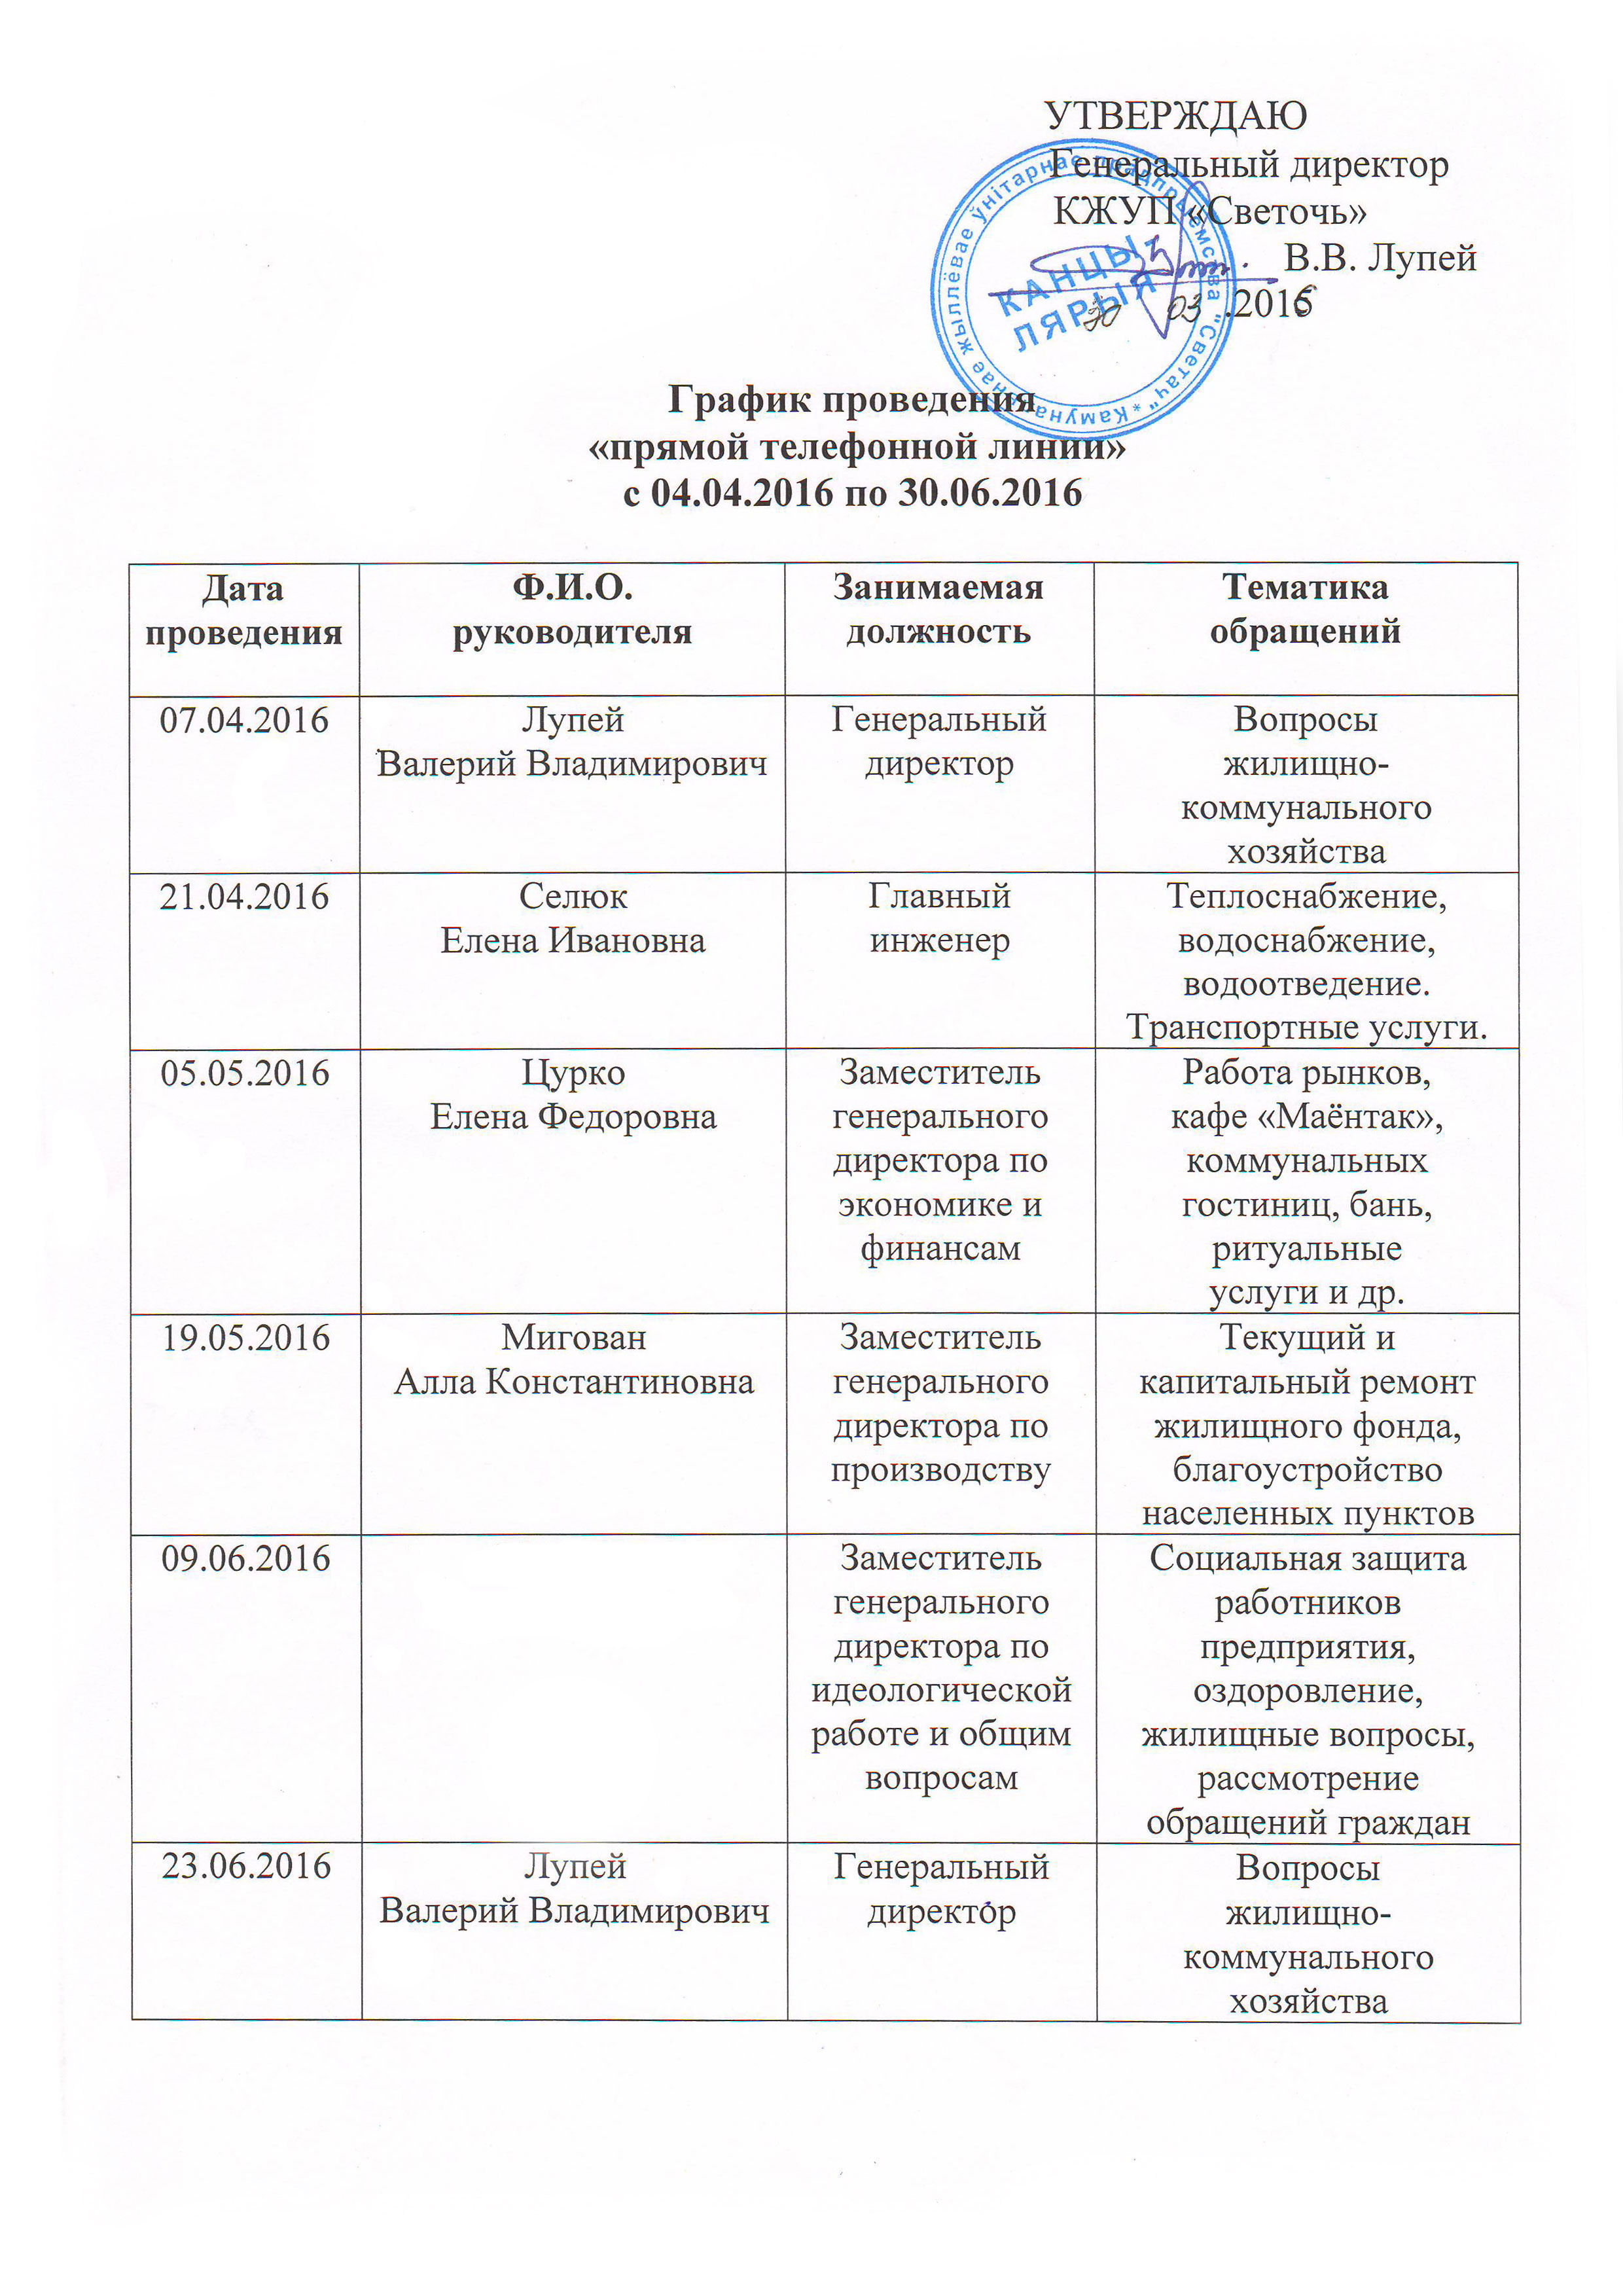 УТВЕРЖДАЮ
Генеральный директор
КЖУП «Светочь»
В.В. Лупей
03 .2016
Камунальнае жыллёвае ўнітарнае прадпрыемства "Светач" *
КАНЦЫ-
ЛЯРЫЯ
График проведения
«прямой телефонной линии»
с 04.04.2016 по 30.06.2016
Дата
проведения
Ф.И.О.
руководителя
Занимаемая
должность
Тематика
обращений
07.04.2016
Лупей
Валерий Владимирович
Генеральный
директор
Вопросы
жилищно-
коммунального
хозяйства
21.04.2016
Селюк
Елена Ивановна
Главный
инженер
Теплоснабжение,
водоснабжение,
водоотведение.
Транспортные услуги.
05.05.2016
Цурко
Елена Федоровна
Заместитель
генерального
директора по
экономике и
финансам
Работа рынков,
кафе «Маёнтак»,
коммунальных
гостиниц, бань,
ритуальные
услуги и др.
19.05.2016
Мигован
Алла Константиновна
Заместитель
генерального
директора по
производству
Текущий и
капитальный ремонт
жилищного фонда,
благоустройство
населенных пунктов
09.06.2016
Заместитель
генерального
директора по
идеологической
работе и общим
вопросам
Социальная защита
работников
предприятия,
оздоровление,
жилищные вопросы,
рассмотрение
обращений граждан
23.06.2016
Лупей
Валерий Владимирович
Генеральный
директор
Вопросы
жилищно-
коммунального
хозяйства